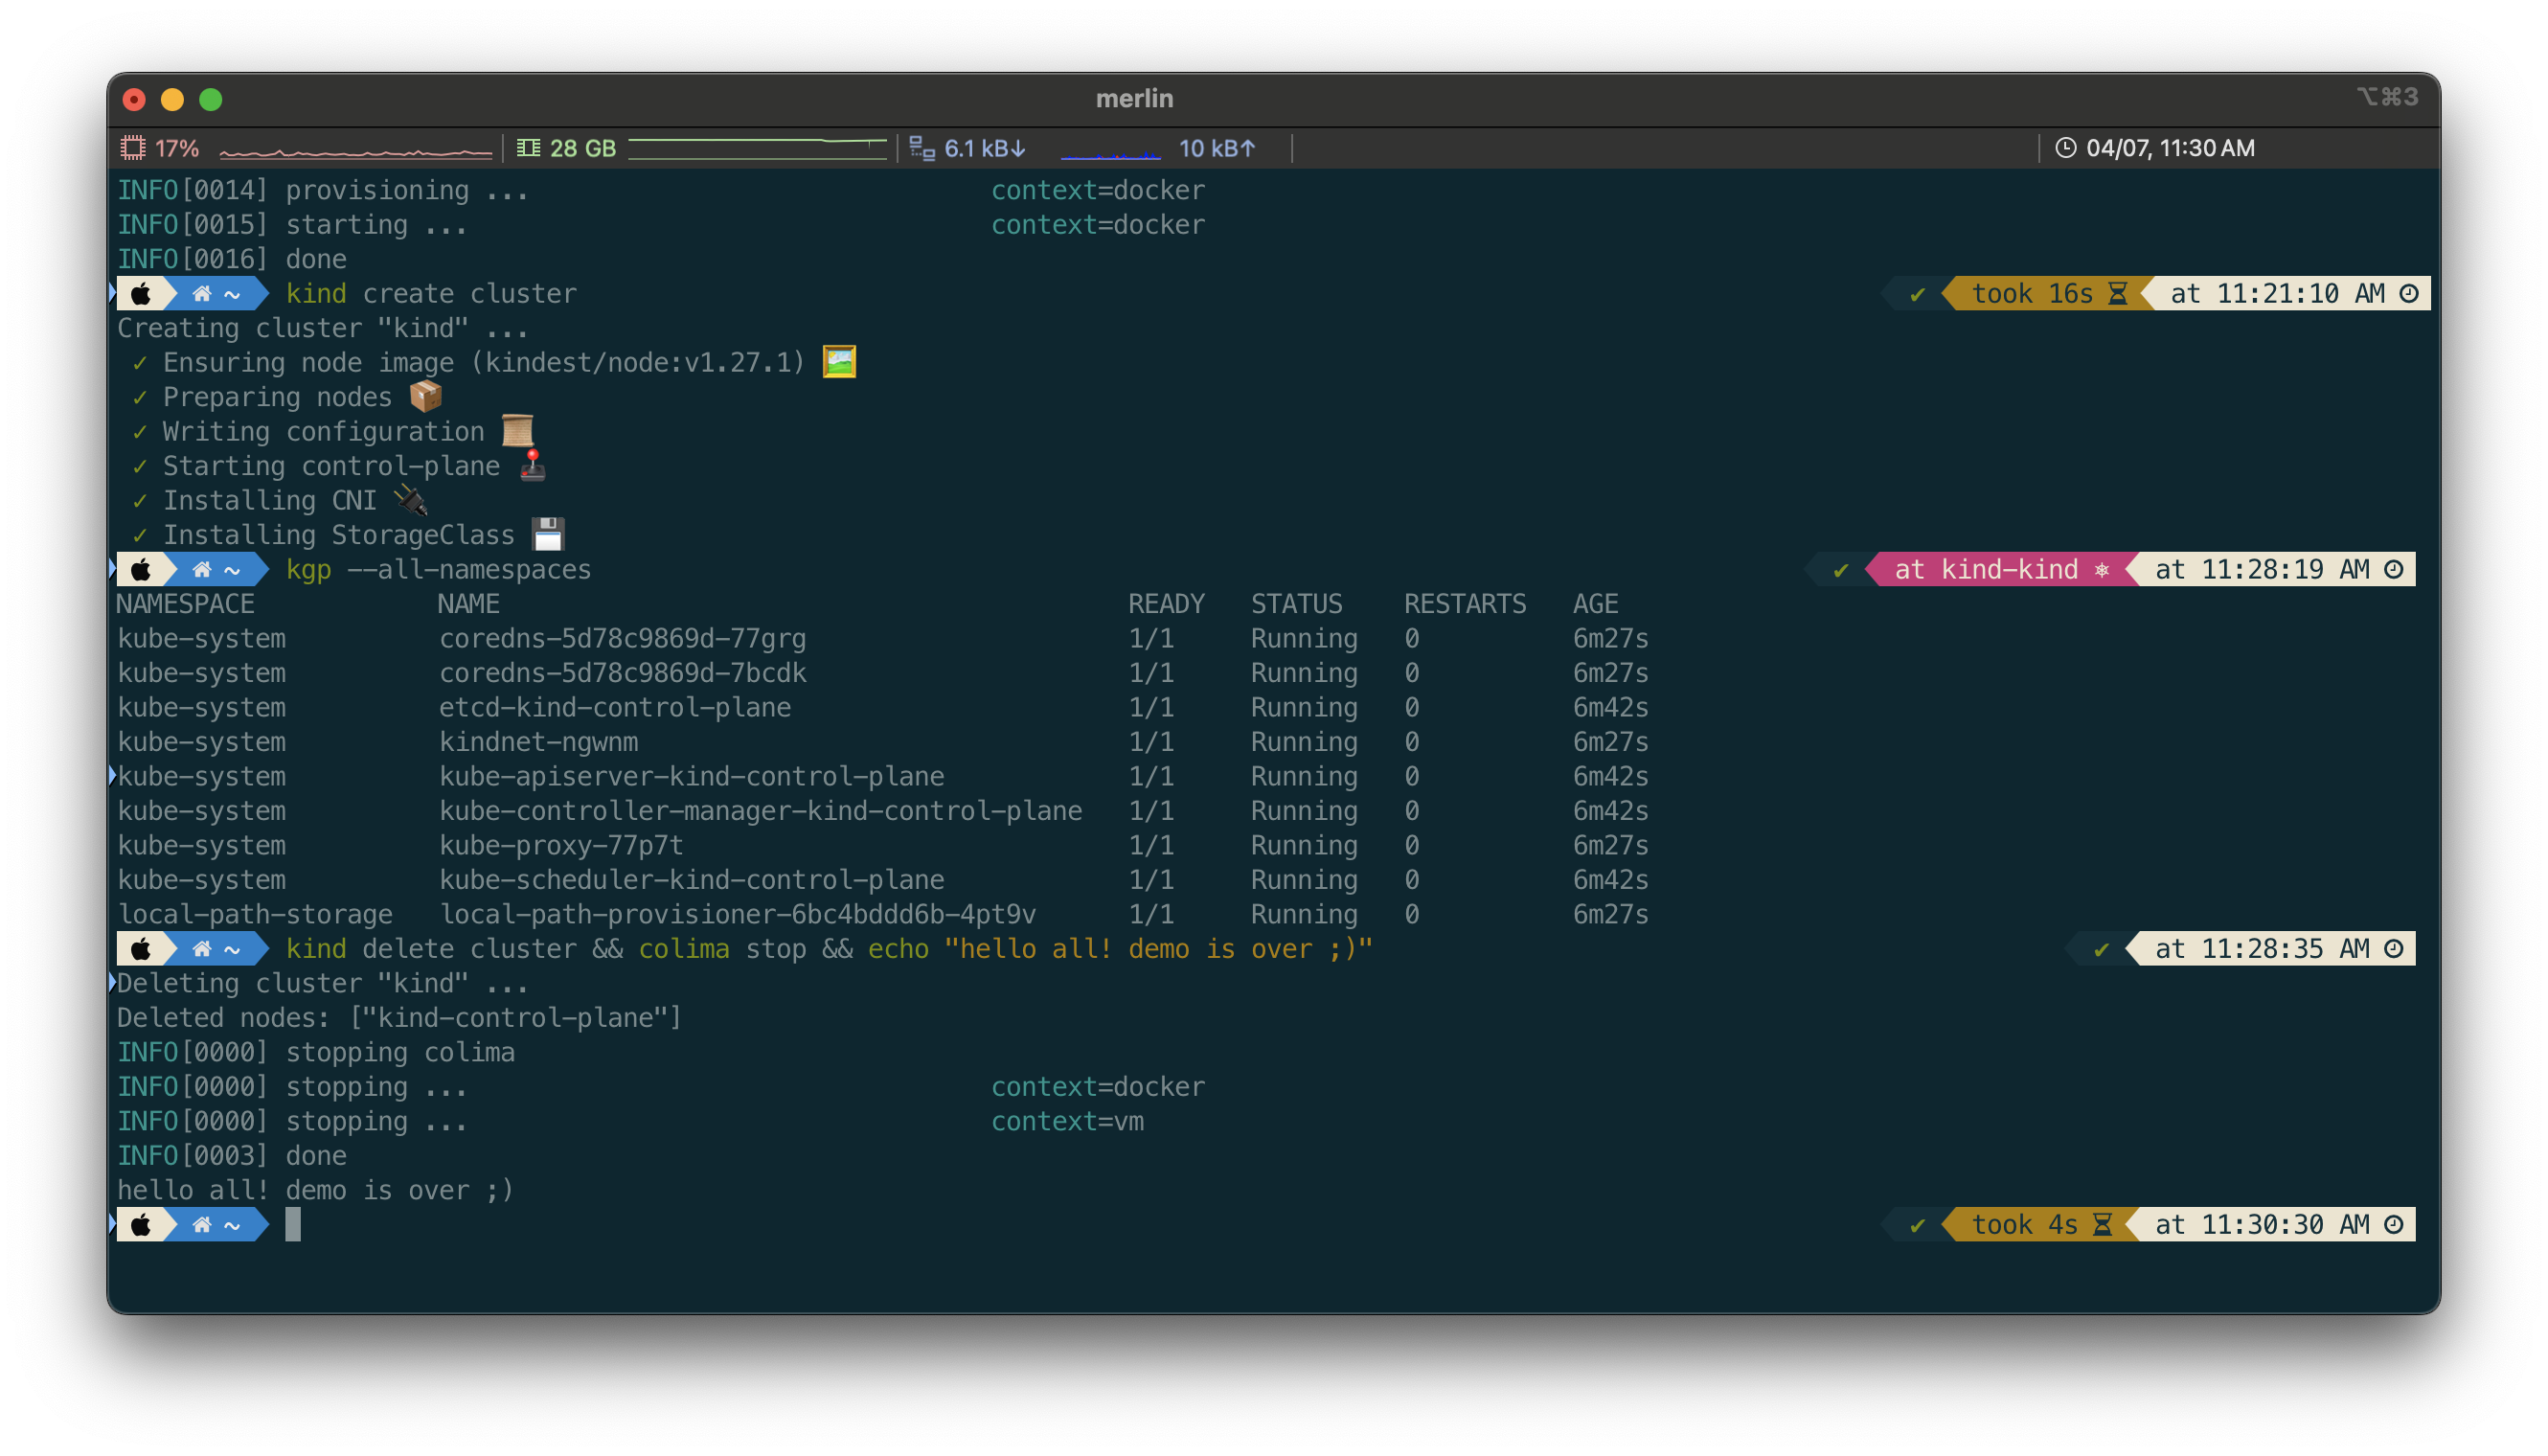 merlin
⌥⌘3
17% 28 GB 6.1 kB↓ 10 kB↑ 04/07, 11:30 AM
INFO[0014] provisioning ... context=docker
INFO[0015] starting ... context=docker
INFO[0016] done
~ kind create cluster ✔ took 16s at 11:21:10 AM
Creating cluster "kind" ...
✓ Ensuring node image (kindest/node:v1.27.1) 🖼
✓ Preparing nodes 📦
✓ Writing configuration 📜
✓ Starting control-plane 🕹
✓ Installing CNI 🔌
✓ Installing StorageClass 💾
~ kgp --all-namespaces ✔ at kind-kind ⎈ at 11:28:19 AM
NAMESPACE NAME READY STATUS RESTARTS AGE
kube-system coredns-5d78c9869d-77grg 1/1 Running 0 6m27s
kube-system coredns-5d78c9869d-7bcdk 1/1 Running 0 6m27s
kube-system etcd-kind-control-plane 1/1 Running 0 6m42s
kube-system kindnet-ngwnm 1/1 Running 0 6m27s
kube-system kube-apiserver-kind-control-plane 1/1 Running 0 6m42s
kube-system kube-controller-manager-kind-control-plane 1/1 Running 0 6m42s
kube-system kube-proxy-77p7t 1/1 Running 0 6m27s
kube-system kube-scheduler-kind-control-plane 1/1 Running 0 6m42s
local-path-storage local-path-provisioner-6bc4bddd6b-4pt9v 1/1 Running 0 6m27s
~ kind delete cluster && colima stop && echo "hello all! demo is over ;)" ✔ at 11:28:35 AM
Deleting cluster "kind" ...
Deleted nodes: ["kind-control-plane"]
INFO[0000] stopping colima
INFO[0000] stopping ... context=docker
INFO[0000] stopping ... context=vm
INFO[0003] done
hello all! demo is over ;)
~ ✔ took 4s at 11:30:30 AM